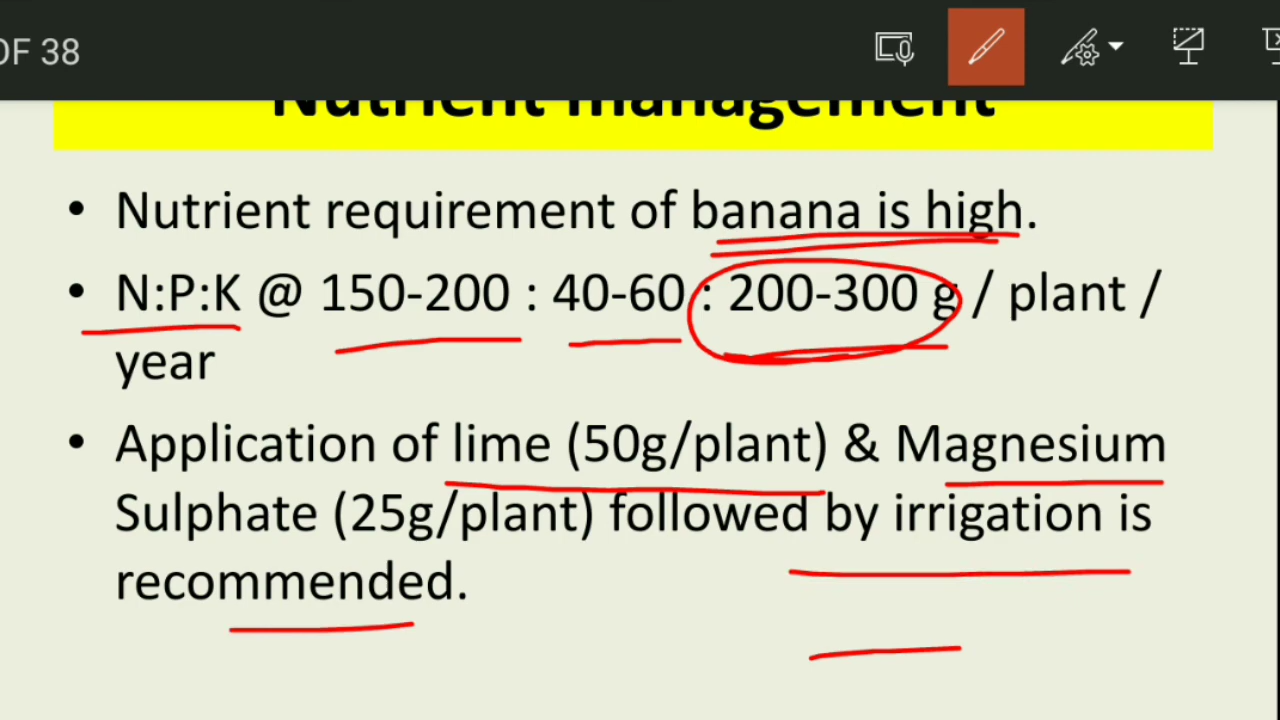 OF 38
Nutrient management
• Nutrient requirement of banana is high.
• N:P:K @ 150-200 : 40-60 : 200-300 g / plant /
year
• Application of lime (50g/plant) & Magnesium
Sulphate (25g/plant) followed by irrigation is
recommended.